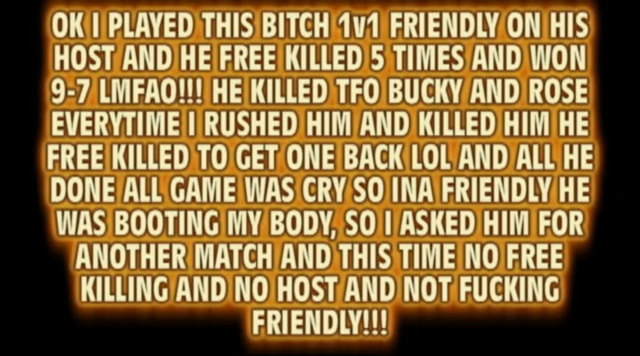 OK I PLAYED THIS BITCH 1v1 FRIENDLY ON HIS
HOST AND HE FREE KILLED 5 TIMES AND WON
9-7 LMFAO!!! HE KILLED TFO BUCKY AND ROSE
EVERYTIME I RUSHED HIM AND KILLED HIM HE
FREE KILLED TO GET ONE BACK LOL AND ALL HE
DONE ALL GAME WAS CRY SO INA FRIENDLY HE
WAS BOOTING MY BODY, SO I ASKED HIM FOR
ANOTHER MATCH AND THIS TIME NO FREE
KILLING AND NO HOST AND NOT FUCKING
FRIENDLY!!!